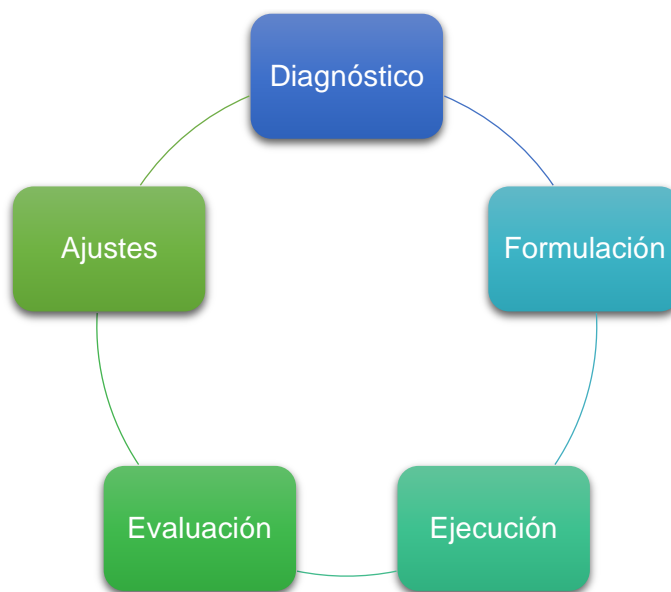 Diagnóstico
Formulación
Ejecución
Evaluación
Ajustes